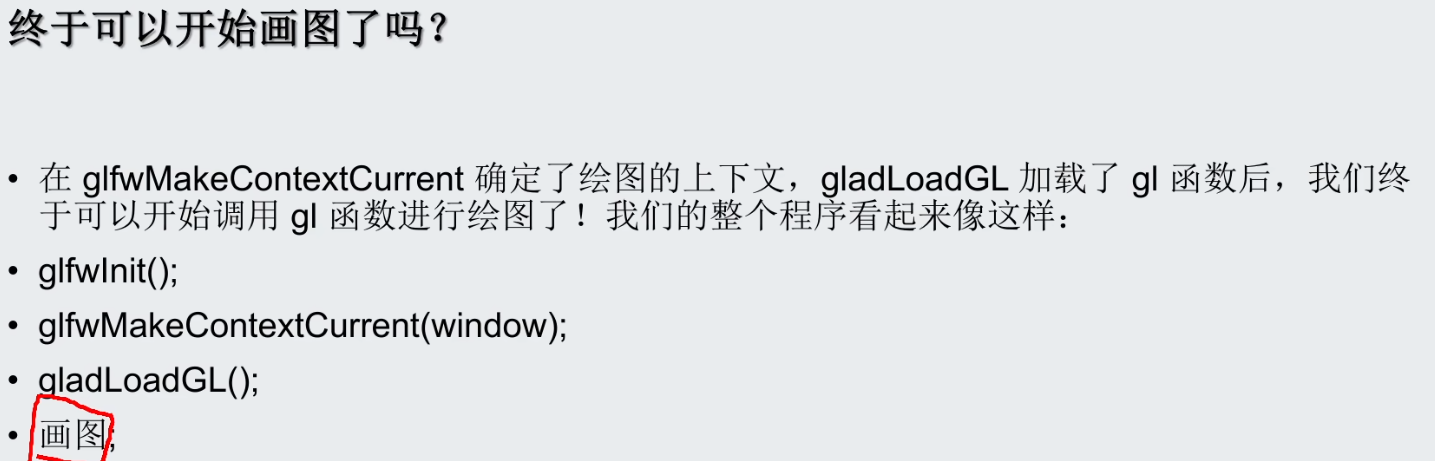 终于可以开始画图了吗?
• 在 glfwMakeContextCurrent 确定了绘图的上下文，gladLoadGL 加载了 gl 函数后，我们终
于可以开始调用 gl 函数进行绘图了！我们的整个程序看起来像这样：
• glfwInit();
• glfwMakeContextCurrent(window);
• gladLoadGL();
• 画图;